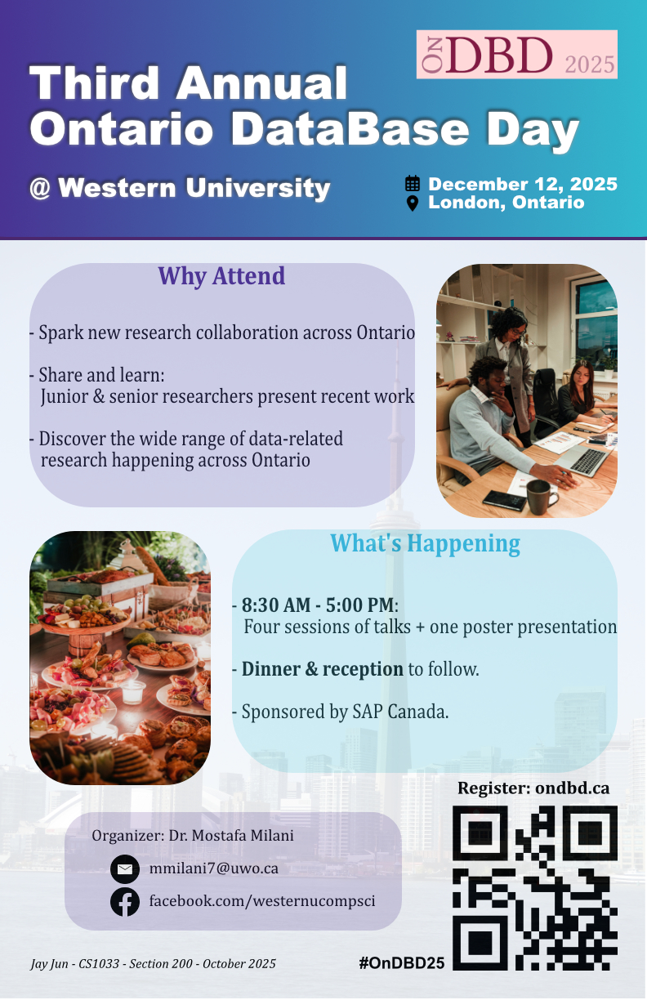 ON DBD 2025
Third Annual
Ontario DataBase Day
@ Western University
December 12, 2025
London, Ontario
Why Attend
- Spark new research collaboration across Ontario
- Share and learn:
Junior & senior researchers present recent work
- Discover the wide range of data-related
research happening across Ontario
What's Happening
- 8:30 AM - 5:00 PM:
Four sessions of talks + one poster presentation
- Dinner & reception to follow.
- Sponsored by SAP Canada.
Register: ondbd.ca
Organizer: Dr. Mostafa Milani
mmilani7@uwo.ca
facebook.com/westernucompsci
Jay Jun - CS1033 - Section 200 - October 2025
#OnDBD25